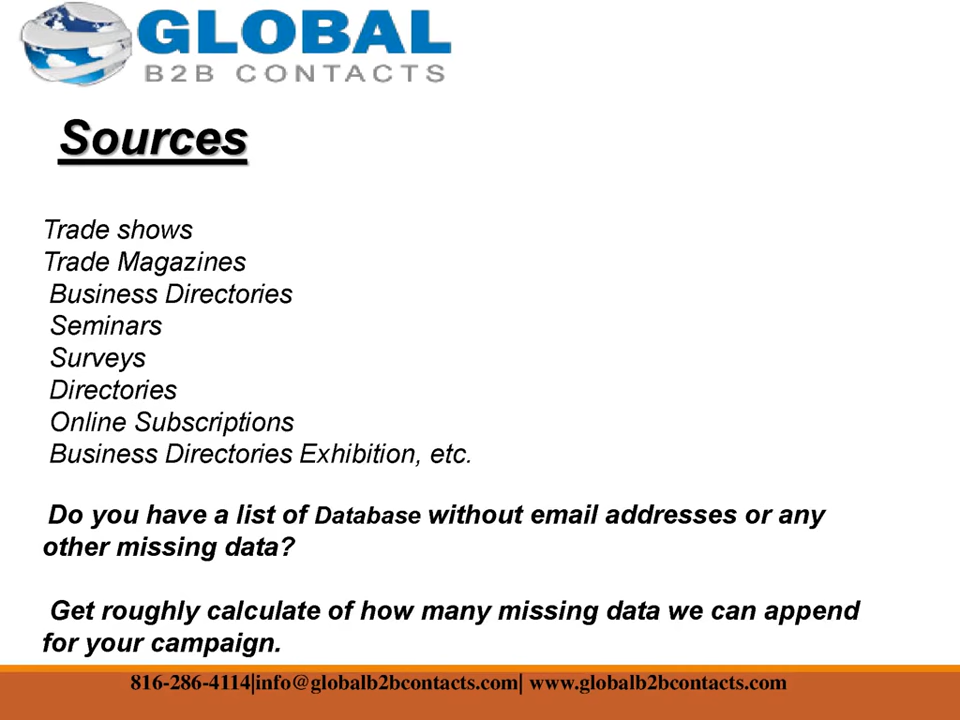 GLOBAL
B2B CONTACTS
Sources
Trade shows
Trade Magazines
Business Directories
Seminars
Surveys
Directories
Online Subscriptions
Business Directories Exhibition, etc.
Do you have a list of Database without email addresses or any
other missing data?
Get roughly calculate of how many missing data we can append
for your campaign.
816-286-4114|info@globalb2bcontacts.com| www.globalb2bcontacts.com